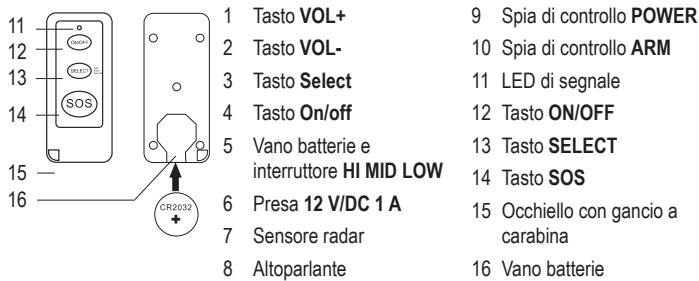 11
12
13
14
15
16
ON/OFF
SELECT
SOS
CR2032
+
1 Tasto VOL+
2 Tasto VOL-
3 Tasto Select
4 Tasto On/off
5 Vano batterie e
interruttore HI MID LOW
6 Presa 12 V/DC 1 A
7 Sensore radar
8 Altoparlante
9 Spia di controllo POWER
10 Spia di controllo ARM
11 LED di segnale
12 Tasto ON/OFF
13 Tasto SELECT
14 Tasto SOS
15 Occhiello con gancio a
carabina
16 Vano batterie